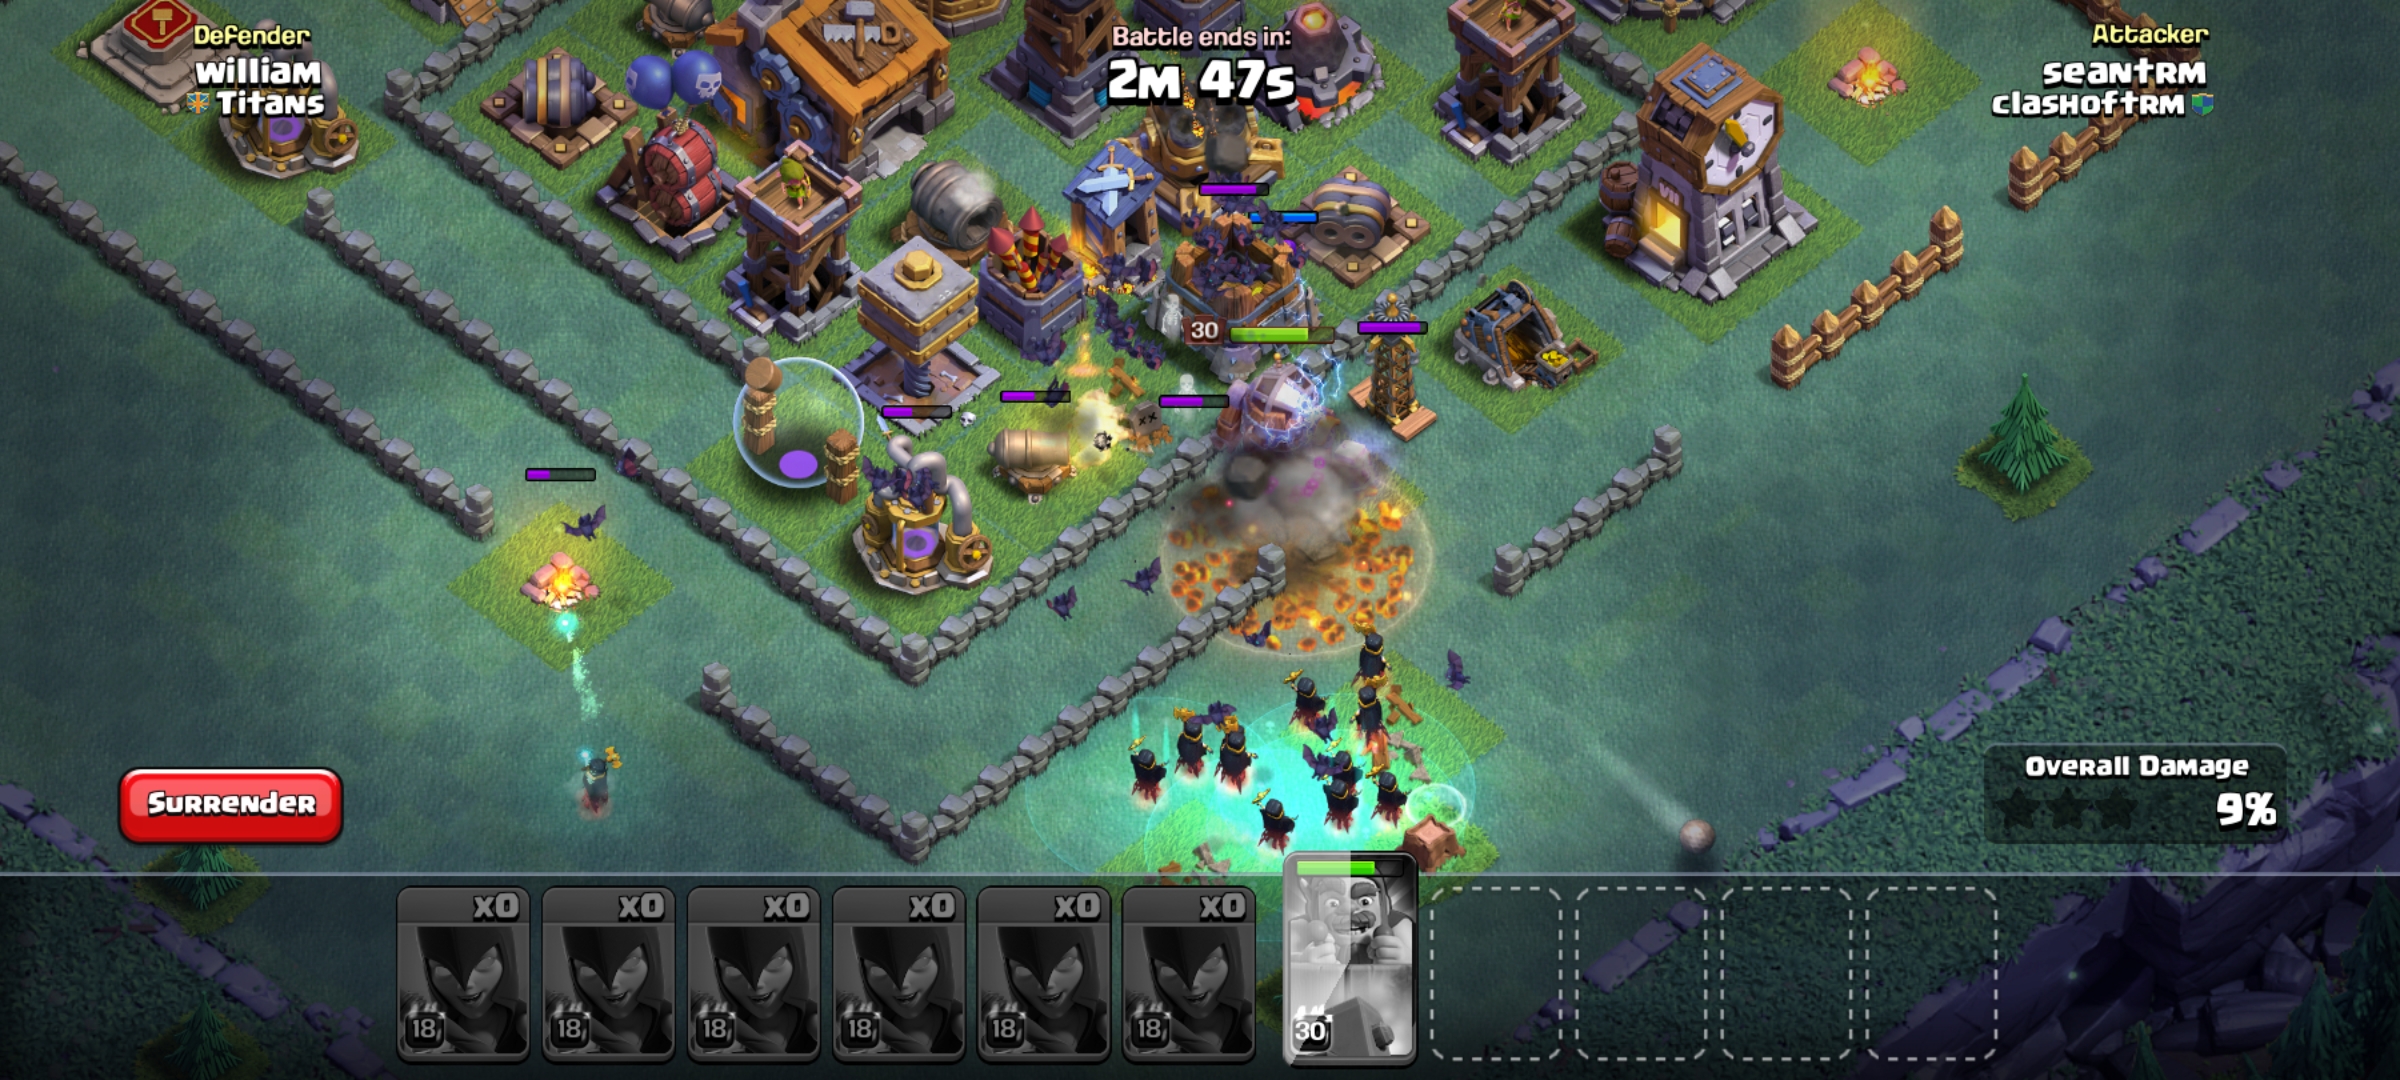 Defender
william
Titans
Battle ends in:
2M 47s
Attacker
seantRM
clashoftRM
30
Surrender
Overall Damage
9%
x0
x0
x0
x0
x0
x0
18
18
18
18
18
18
30